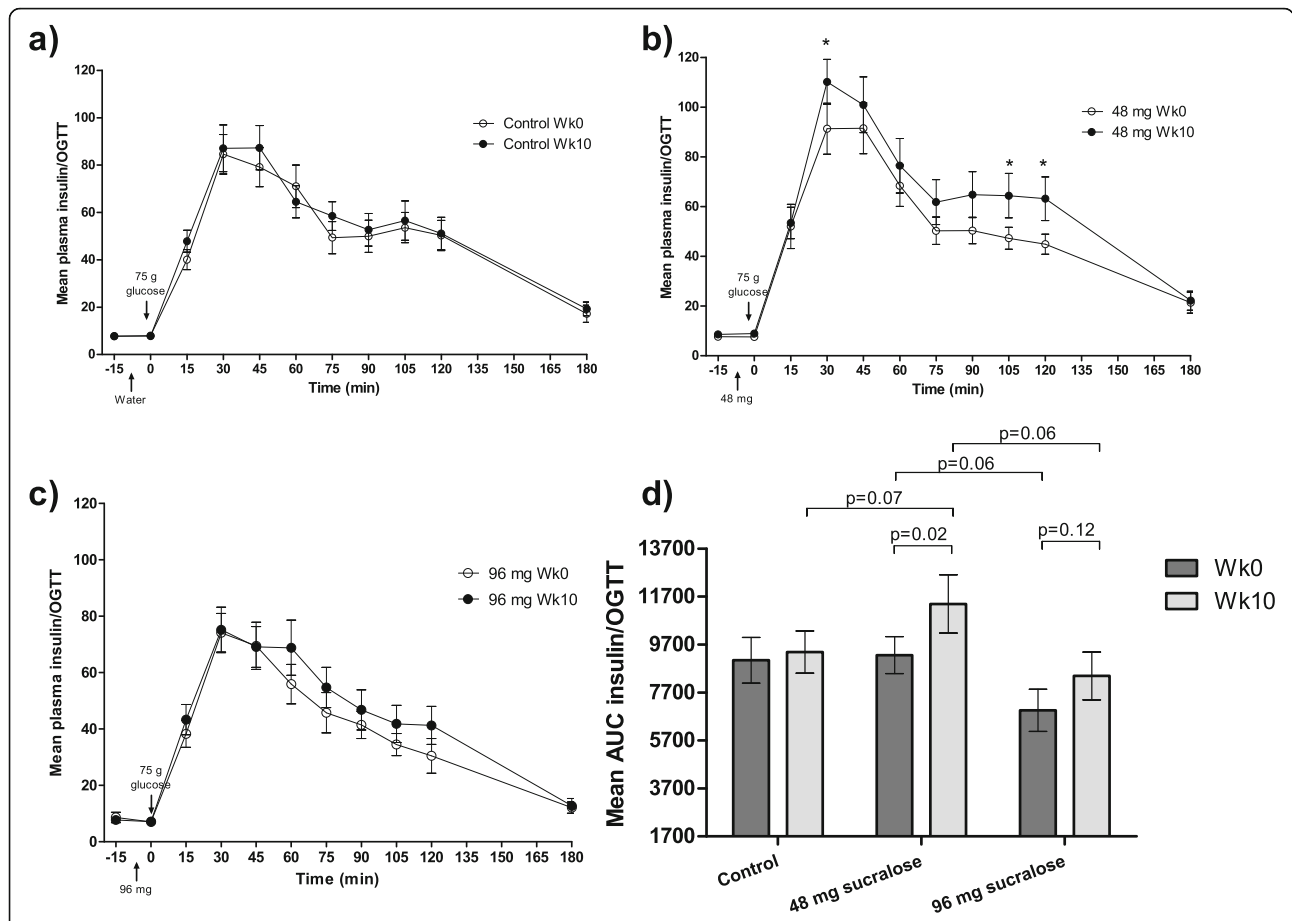 a)
Mean plasma insulin/OGTT
120
100
80
60
40
20
0
Control Wk0
Control Wk10
75 g
glucose
-15 0 15 30 45 60 75 90 105 120 135 145 165 180
Time (min)
Water
b)
Mean plasma insulin/OGTT
120
100
80
60
40
20
0
*
* *
48 mg Wk0
48 mg Wk10
75 g
glucose
-15 0 15 30 45 60 75 90 105 120 135 145 165 180
Time (min)
48 mg
c)
Mean plasma insulin/OGTT
120
100
80
60
40
20
0
96 mg Wk0
96 mg Wk10
75 g
glucose
-15 0 15 30 45 60 75 90 105 120 135 145 165 180
Time (min)
96 mg
d)
p=0.06
p=0.06
p=0.07
p=0.02
p=0.12
Mean AUC insulin/OGTT
13700
11700
9700
7700
5700
3700
1700
Wk0
Wk10
Control
48 mg sucralose
96 mg sucralose